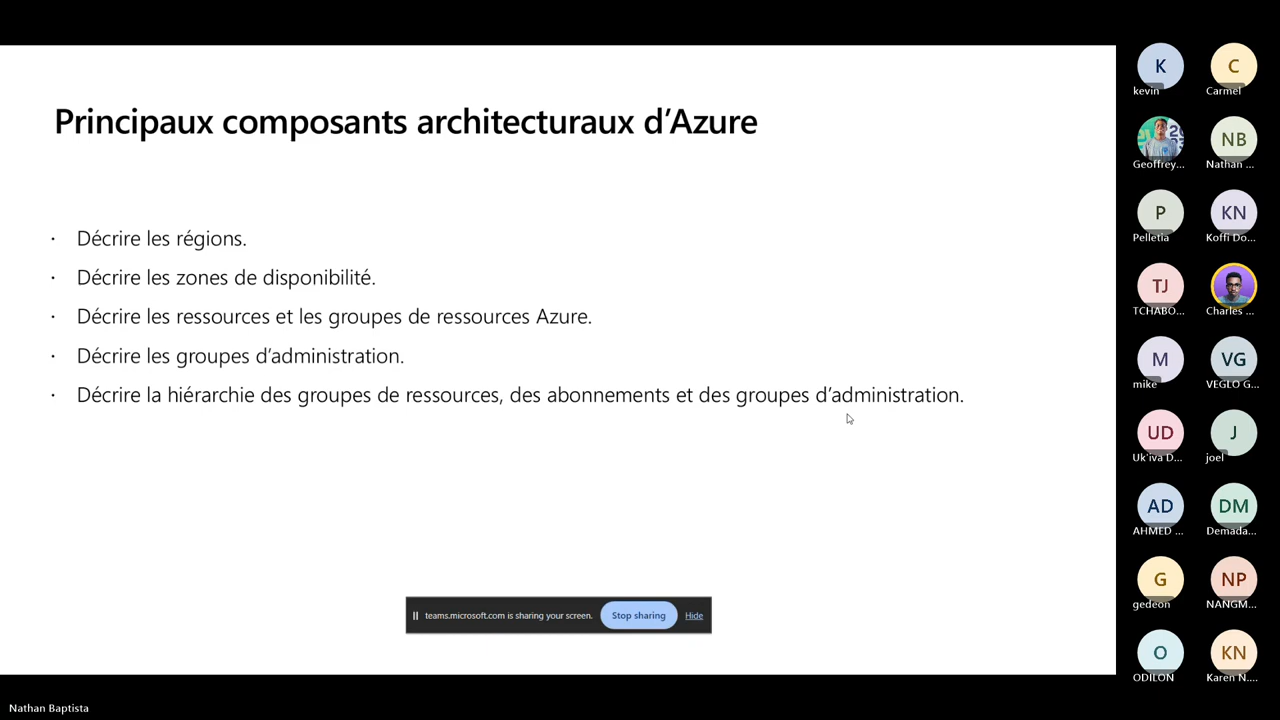 Principaux composants architecturaux d'Azure
· Décrire les régions.
· Décrire les zones de disponibilité.
· Décrire les ressources et les groupes de ressources Azure.
· Décrire les groupes d'administration.
· Décrire la hiérarchie des groupes de ressources, des abonnements et des groupes d'administration.
teams.microsoft.com is sharing your screen. Stop sharing Hide
K C
kevin Carmel
NB
Geoffrey... Nathan ...
P KN
Pelletia Koffi Do...
TJ
TCHABO... Charles ...
M VG
mike VEGLO G...
UD J
Uk'iva D... joel
AD DM
AHMED ... Demada...
G NP
gedeon NANGM...
O KN
ODILON Karen N....
Nathan Baptista